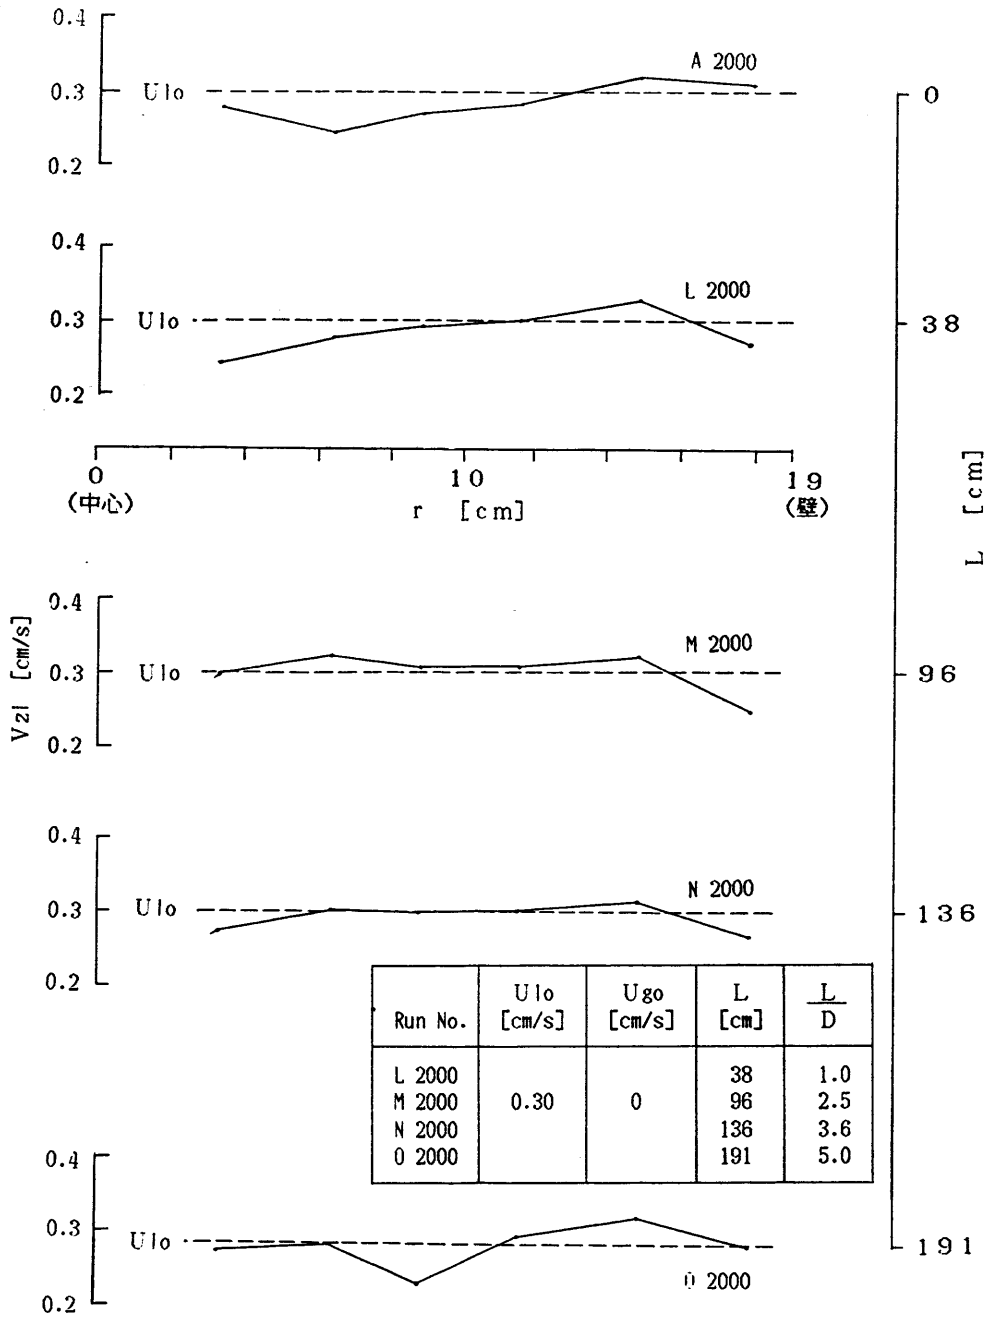 0.4
A 2000
0.3 Ulo
0
0.2
0.4
L 2000
0.3 Ulo
38
0.2
0 10 19
(中心) r [cm] (壁)
L [cm]
Vzl [cm/s]
0.4
M 2000
0.3 Ulo
96
0.2
0.4
N 2000
0.3 Ulo
136
0.2
Run No. Ulo [cm/s] Ugo [cm/s] L [cm] L/D
L 2000 38 1.0
M 2000 0.30 0 96 2.5
N 2000 136 3.6
O 2000 191 5.0
0.4
0.3
Ulo
191
O 2000
0.2